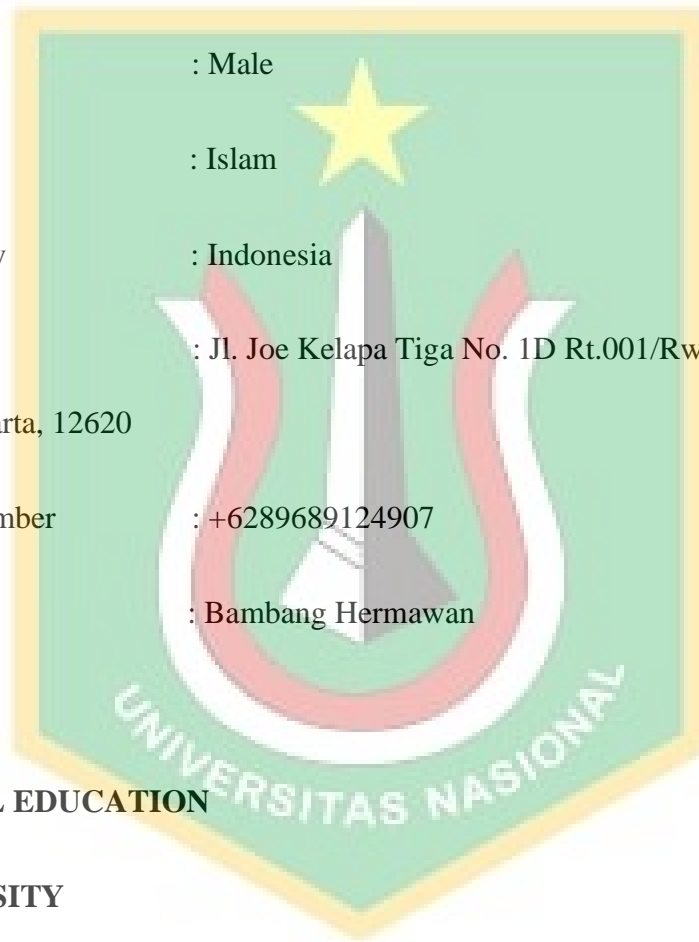 : Male
: Islam
: Indonesia
: Jl. Joe Kelapa Tiga No. 1D Rt.001/Rw
arta, 12620
mber : +6289689124907
: Bambang Hermawan
UNIVERSITAS NASIONAL
L EDUCATION
SITY